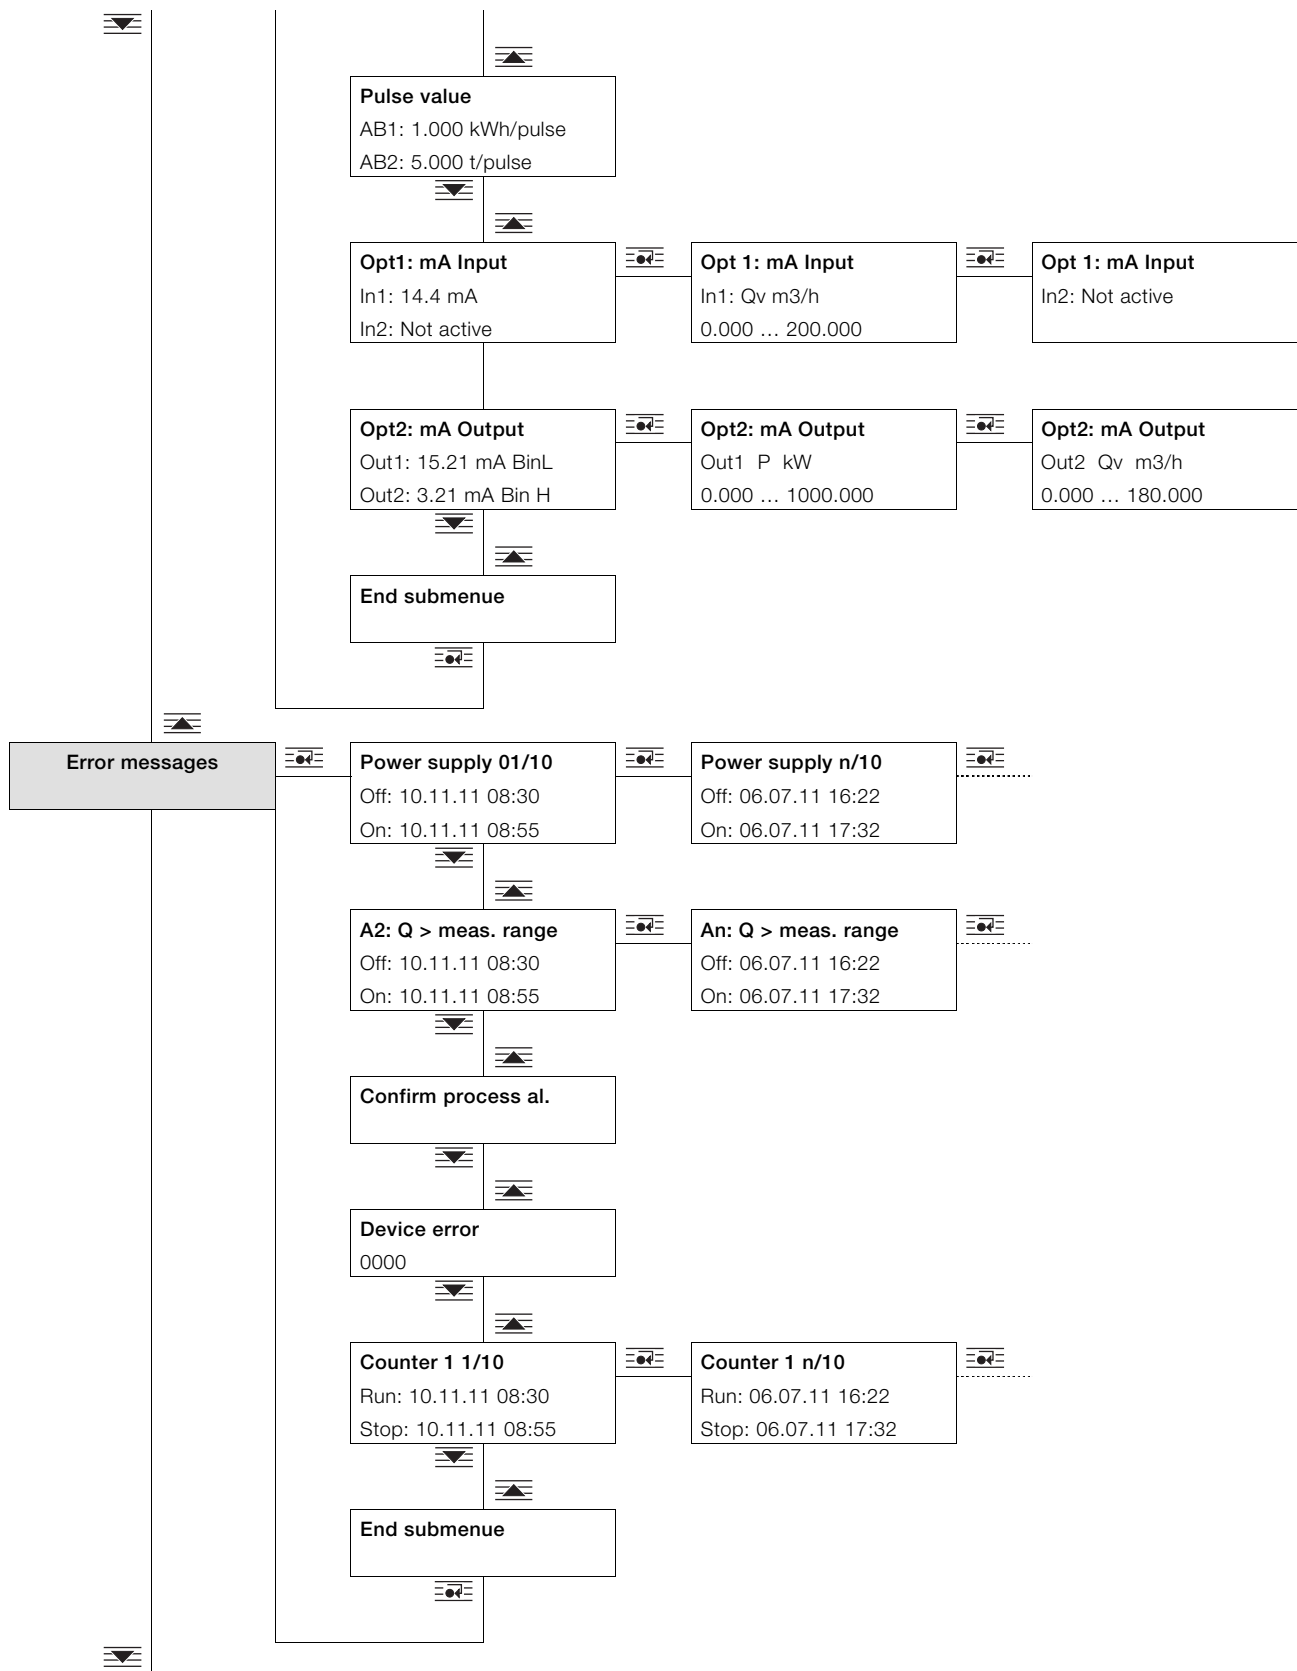 Pulse value
AB1: 1.000 kWh/pulse
AB2: 5.000 t/pulse
Opt1: mA Input
In1: 14.4 mA
In2: Not active
Opt 1: mA Input
In1: Qv m3/h
0.000 … 200.000
Opt 1: mA Input
In2: Not active
Opt2: mA Output
Out1: 15.21 mA BinL
Out2: 3.21 mA Bin H
Opt2: mA Output
Out1 P kW
0.000 … 1000.000
Opt2: mA Output
Out2 Qv m3/h
0.000 … 180.000
End submenue
Error messages
Power supply 01/10
Off: 10.11.11 08:30
On: 10.11.11 08:55
Power supply n/10
Off: 06.07.11 16:22
On: 06.07.11 17:32
A2: Q > meas. range
Off: 10.11.11 08:30
On: 10.11.11 08:55
An: Q > meas. range
Off: 06.07.11 16:22
On: 06.07.11 17:32
Confirm process al.
Device error
0000
Counter 1 1/10
Run: 10.11.11 08:30
Stop: 10.11.11 08:55
Counter 1 n/10
Run: 06.07.11 16:22
Stop: 06.07.11 17:32
End submenue